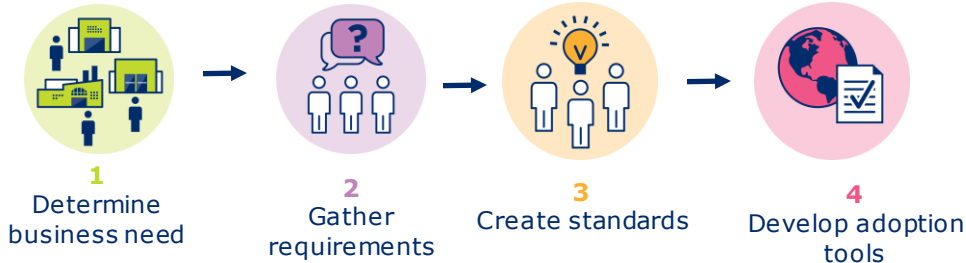 ?
1
Determine
business need
2
Gather
requirements
3
Create standards
4
Develop adoption
tools